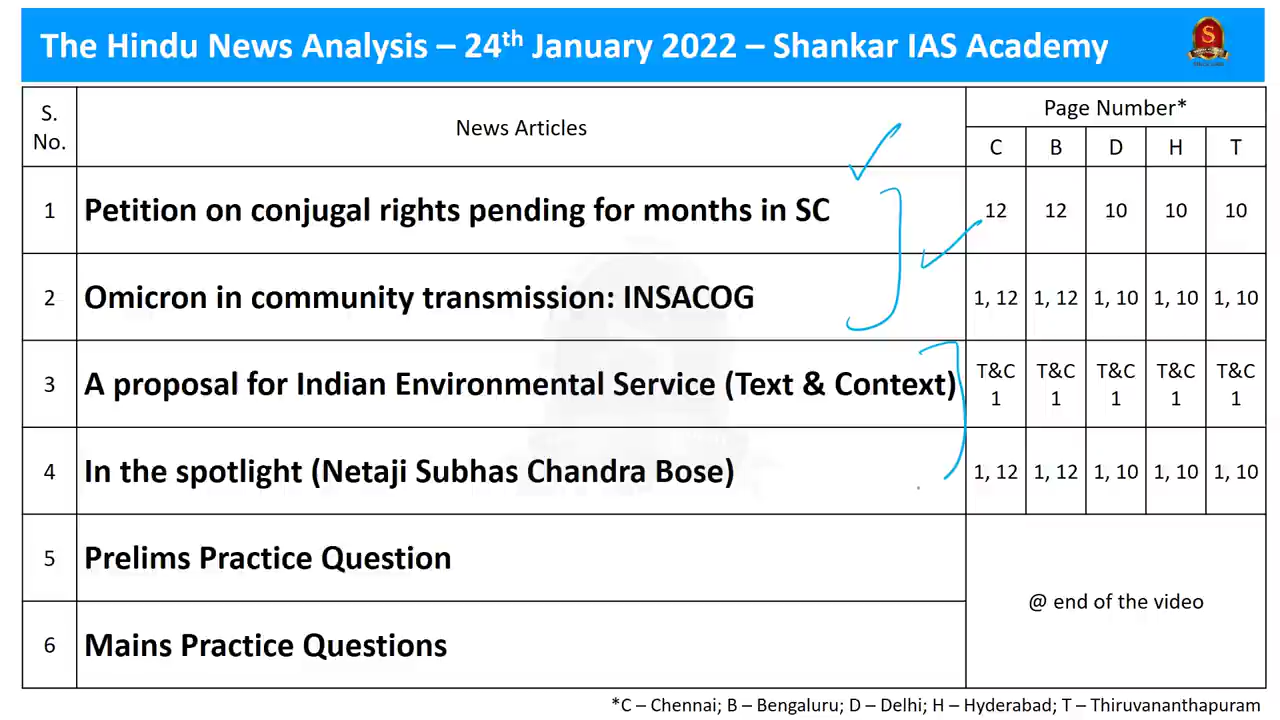 The Hindu News Analysis – 24th January 2022 – Shankar IAS Academy
S. No. News Articles Page Number*
C B D H T
1 Petition on conjugal rights pending for months in SC 12 12 10 10 10
2 Omicron in community transmission: INSACOG 1, 12 1, 12 1, 10 1, 10 1, 10
3 A proposal for Indian Environmental Service (Text & Context) T&C 1 T&C 1 T&C 1 T&C 1 T&C 1
4 In the spotlight (Netaji Subhas Chandra Bose) 1, 12 1, 12 1, 10 1, 10 1, 10
5 Prelims Practice Question
@ end of the video
6 Mains Practice Questions
*C – Chennai; B – Bengaluru; D – Delhi; H – Hyderabad; T – Thiruvananthapuram